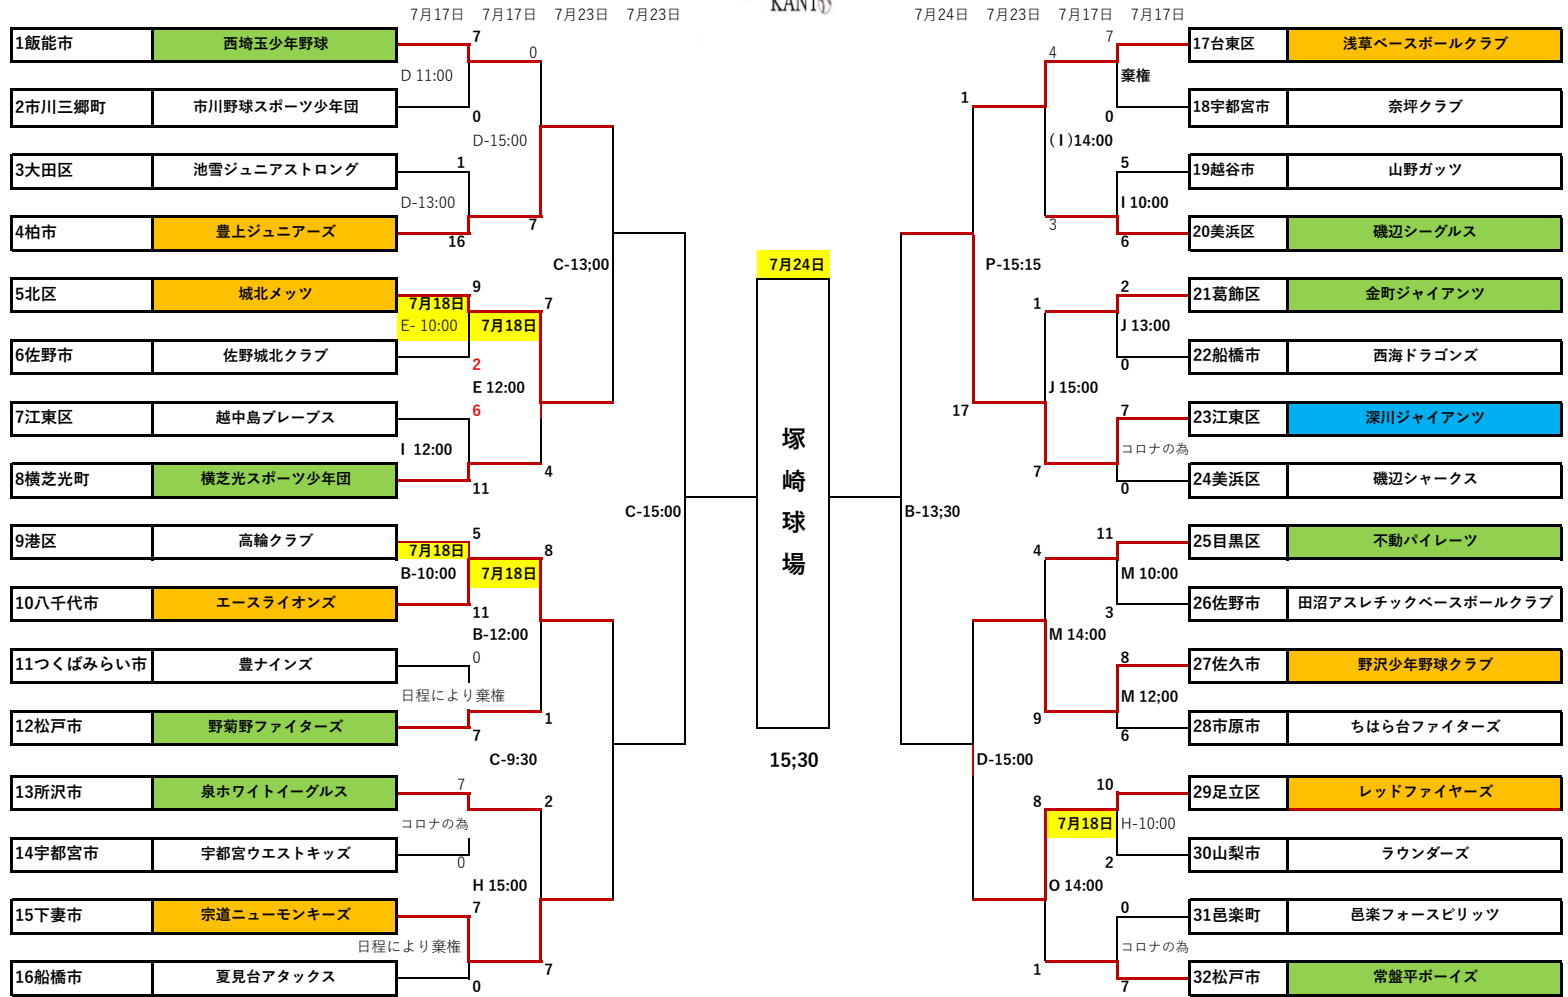 KANTO
7月17日 7月17日 7月23日 7月23日
7月24日 7月23日 7月17日 7月17日
1飯能市 西埼玉少年野球
7
0
D 11:00
2市川三郷町 市川野球スポーツ少年団
0
D-15:00
3大田区 池雪ジュニアストロング
1
D-13:00
4柏市 豊上ジュニアーズ
16
7
C-13;00
5北区 城北メッツ
9
7月18日
7
E- 10:00
7月18日
6佐野市 佐野城北クラブ
2
E 12:00
7江東区 越中島ブレーブス
6
I 12:00
8横芝光町 横芝光スポーツ少年団
11
4
C-15:00
9港区 高輪クラブ
5
7月18日
8
B-10:00
7月18日
10八千代市 エースライオンズ
11
B-12:00
11つくばみらい市 豊ナインズ
0
日程により棄権
12松戸市 野菊野ファイターズ
7
1
C-9:30
13所沢市 泉ホワイトイーグルス
7
2
コロナの為
14宇都宮市 宇都宮ウエストキッズ
0
H 15:00
15下妻市 宗道ニューモンキーズ
7
日程により棄権
16船橋市 夏見台アタックス
0
7
7月24日
塚
崎
球
場
15;30
17台東区 浅草ベースボールクラブ
7
4
棄権
1
18宇都宮市 奈坪クラブ
0
(Ｉ)14:00
19越谷市 山野ガッツ
5
I 10:00
20美浜区 磯辺シーグルス
6
3
P-15:15
21葛飾区 金町ジャイアンツ
2
1
J 13:00
22船橋市 西海ドラゴンズ
0
J 15:00
23江東区 深川ジャイアンツ
7
17
コロナの為
7
24美浜区 磯辺シャークス
0
B-13;30
25目黒区 不動パイレーツ
11
4
M 10:00
26佐野市 田沼アスレチックベースボールクラブ
3
M 14:00
27佐久市 野沢少年野球クラブ
8
M 12;00
9
28市原市 ちはら台ファイターズ
6
D-15:00
29足立区 レッドファイヤーズ
10
8
7月18日
H-10:00
30山梨市 ラウンダーズ
2
O 14:00
31邑楽町 邑楽フォースピリッツ
0
コロナの為
1
32松戸市 常盤平ボーイズ
7